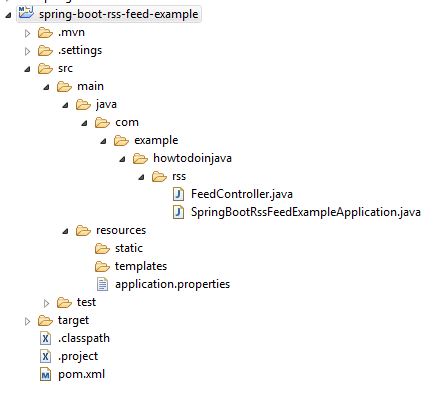 spring-boot-rss-feed-example
.mvn
.settings
src
main
java
com
example
howtodoinjava
rss
FeedController.java
SpringBootRssFeedExampleApplication.java
resources
static
templates
application.properties
test
target
.classpath
.project
pom.xml